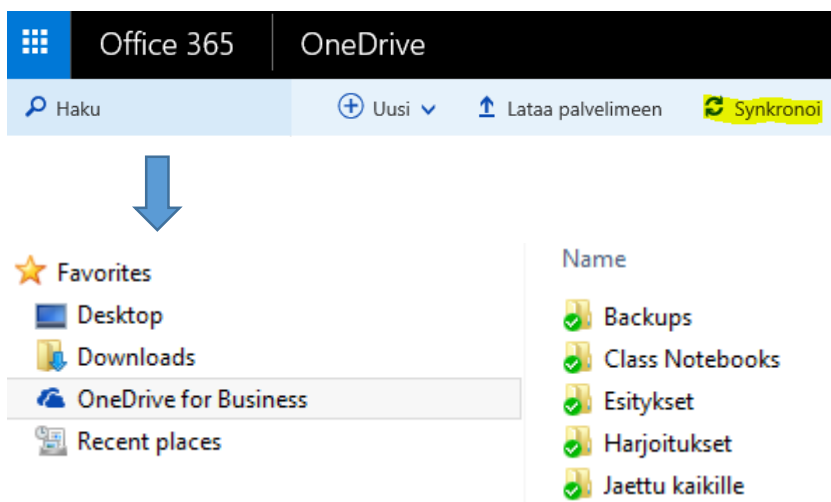 Office 365 OneDrive
Haku Uusi Lataa palvelimeen Synkronoi
Favorites
Desktop
Downloads
OneDrive for Business
Recent places
Name
Backups
Class Notebooks
Esitykset
Harjoitukset
Jaettu kaikille